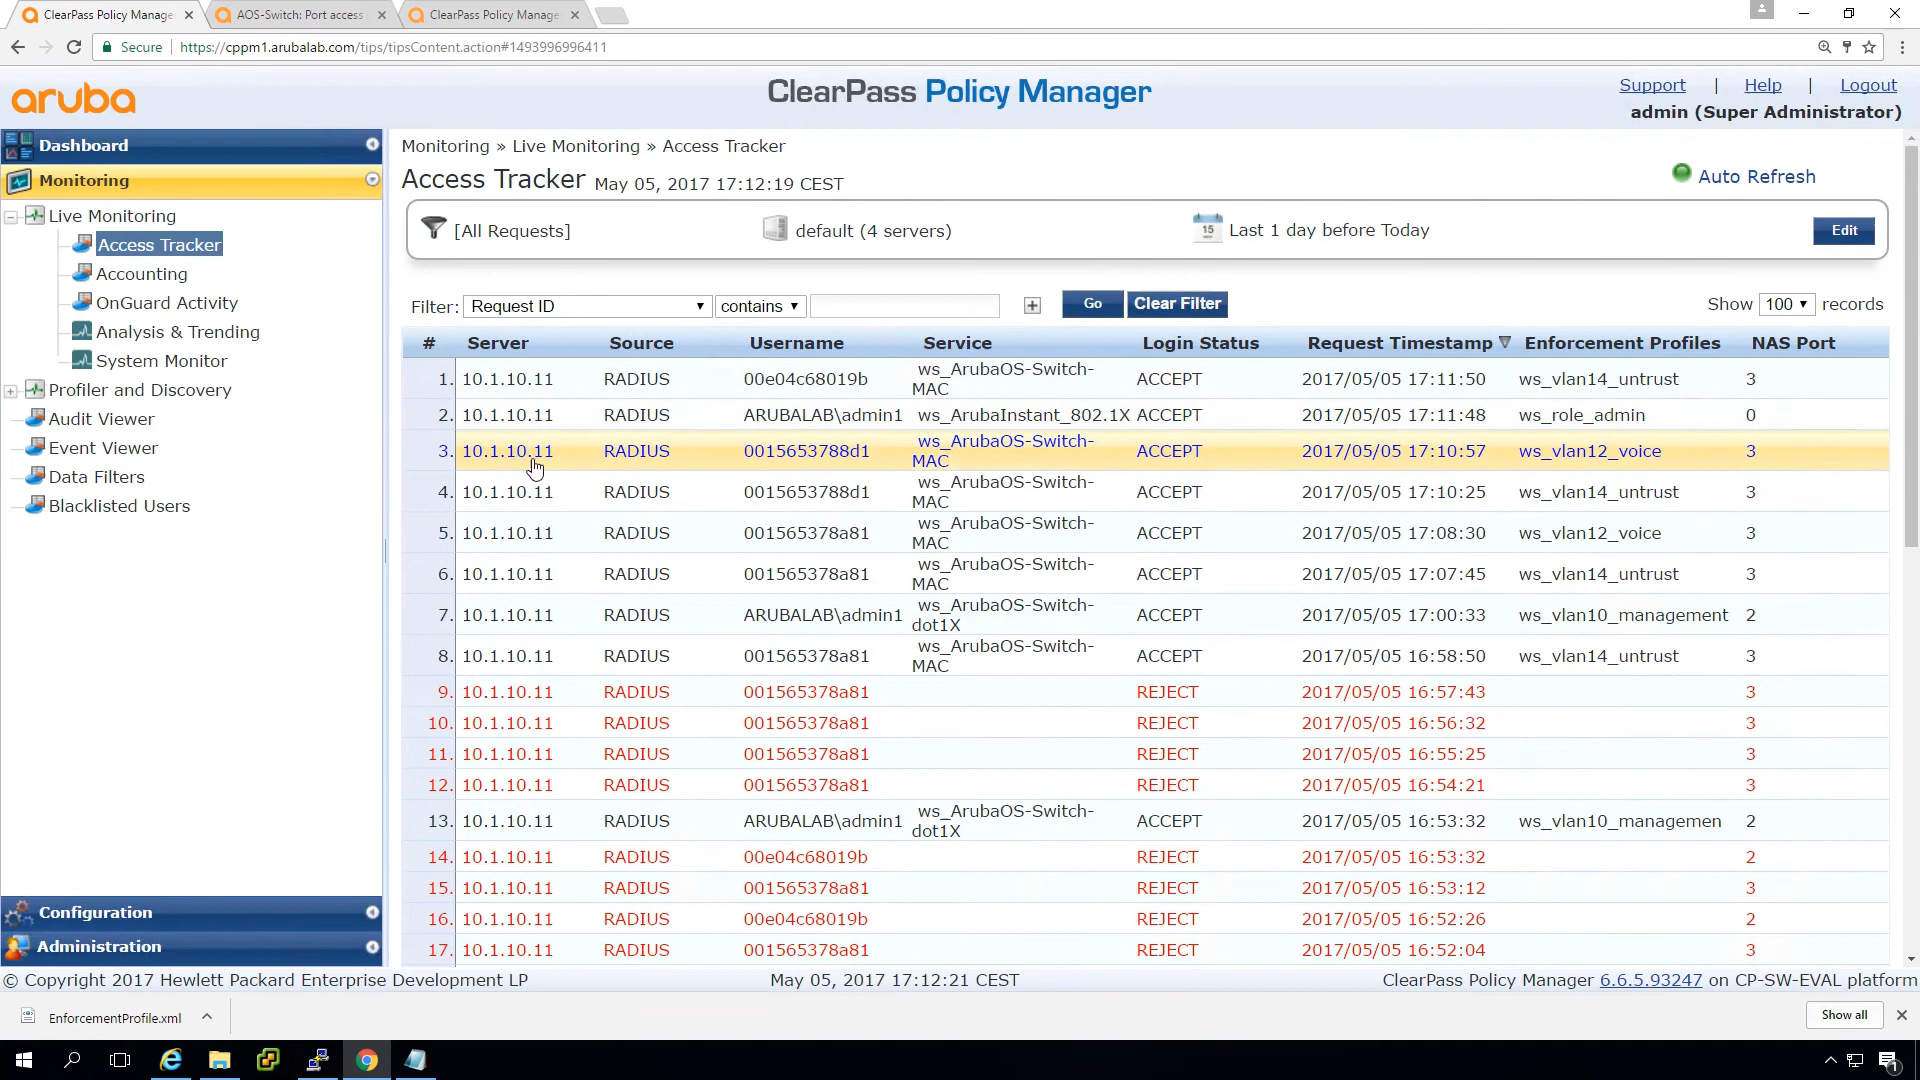 ClearPass Policy Manage
AOS-Switch: Port access
ClearPass Policy Manage
Secure
https://cppm1.arubalab.com/tips/tipsContent.action#1493996996411
aruba
ClearPass Policy Manager
Support | Help | Logout
admin (Super Administrator)
Dashboard
Monitoring
Live Monitoring
Access Tracker
Accounting
OnGuard Activity
Analysis & Trending
System Monitor
Profiler and Discovery
Audit Viewer
Event Viewer
Data Filters
Blacklisted Users
Configuration
Administration
Monitoring » Live Monitoring » Access Tracker
Access Tracker May 05, 2017 17:12:19 CEST
Auto Refresh
[All Requests]
default (4 servers)
15
Last 1 day before Today
Edit
Filter: Request ID contains Go Clear Filter Show 100 records
# Server Source Username Service Login Status Request Timestamp Enforcement Profiles NAS Port
1. 10.1.10.11 RADIUS 00e04c68019b ws_ArubaOS-Switch-MAC ACCEPT 2017/05/05 17:11:50 ws_vlan14_untrust 3
2. 10.1.10.11 RADIUS ARUBALAB\admin1 ws_ArubaInstant_802.1X ACCEPT 2017/05/05 17:11:48 ws_role_admin 0
3. 10.1.10.11 RADIUS 0015653788d1 ws_ArubaOS-Switch-MAC ACCEPT 2017/05/05 17:10:57 ws_vlan12_voice 3
4. 10.1.10.11 RADIUS 0015653788d1 ws_ArubaOS-Switch-MAC ACCEPT 2017/05/05 17:10:25 ws_vlan14_untrust 3
5. 10.1.10.11 RADIUS 001565378a81 ws_ArubaOS-Switch-MAC ACCEPT 2017/05/05 17:08:30 ws_vlan12_voice 3
6. 10.1.10.11 RADIUS 001565378a81 ws_ArubaOS-Switch-MAC ACCEPT 2017/05/05 17:07:45 ws_vlan14_untrust 3
7. 10.1.10.11 RADIUS ARUBALAB\admin1 ws_ArubaOS-Switch-dot1X ACCEPT 2017/05/05 17:00:33 ws_vlan10_management 2
8. 10.1.10.11 RADIUS 001565378a81 ws_ArubaOS-Switch-MAC ACCEPT 2017/05/05 16:58:50 ws_vlan14_untrust 3
9. 10.1.10.11 RADIUS 001565378a81 REJECT 2017/05/05 16:57:43 3
10. 10.1.10.11 RADIUS 001565378a81 REJECT 2017/05/05 16:56:32 3
11. 10.1.10.11 RADIUS 001565378a81 REJECT 2017/05/05 16:55:25 3
12. 10.1.10.11 RADIUS 001565378a81 REJECT 2017/05/05 16:54:21 3
13. 10.1.10.11 RADIUS ARUBALAB\admin1 ws_ArubaOS-Switch-dot1X ACCEPT 2017/05/05 16:53:32 ws_vlan10_managemen 2
14. 10.1.10.11 RADIUS 00e04c68019b REJECT 2017/05/05 16:53:32 2
15. 10.1.10.11 RADIUS 001565378a81 REJECT 2017/05/05 16:53:12 3
16. 10.1.10.11 RADIUS 00e04c68019b REJECT 2017/05/05 16:52:26 2
17. 10.1.10.11 RADIUS 001565378a81 REJECT 2017/05/05 16:52:04 3
© Copyright 2017 Hewlett Packard Enterprise Development LP
May 05, 2017 17:12:21 CEST
ClearPass Policy Manager 6.6.5.93247 on CP-SW-EVAL platform
EnforcementProfile.xml
Show all
1